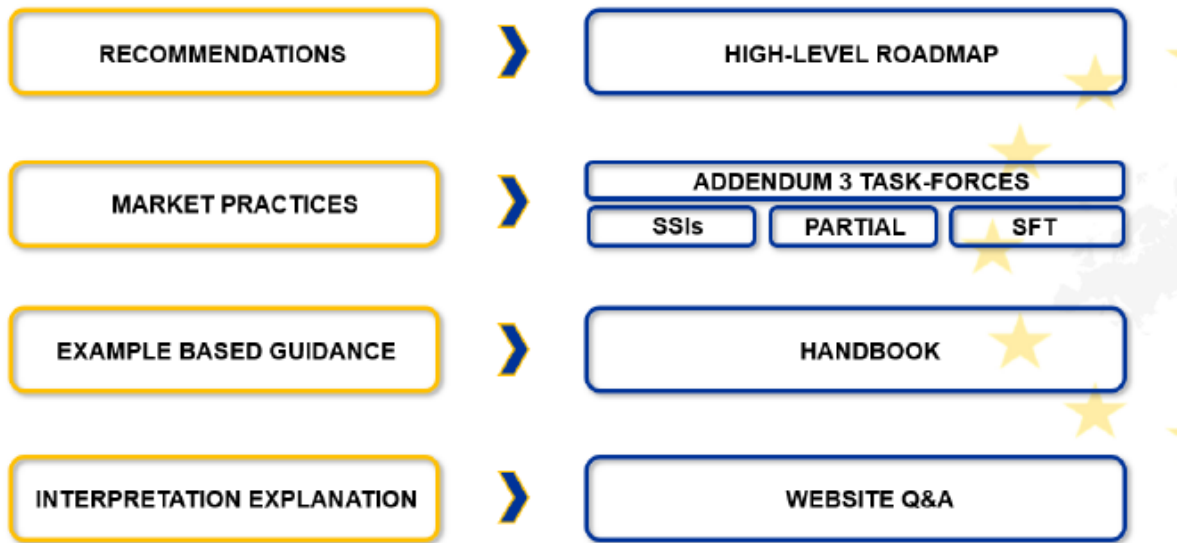 RECOMMENDATIONS
HIGH-LEVEL ROADMAP
MARKET PRACTICES
ADDENDUM 3 TASK-FORCES
SSIs
PARTIAL
SFT
EXAMPLE BASED GUIDANCE
HANDBOOK
INTERPRETATION EXPLANATION
WEBSITE Q&A